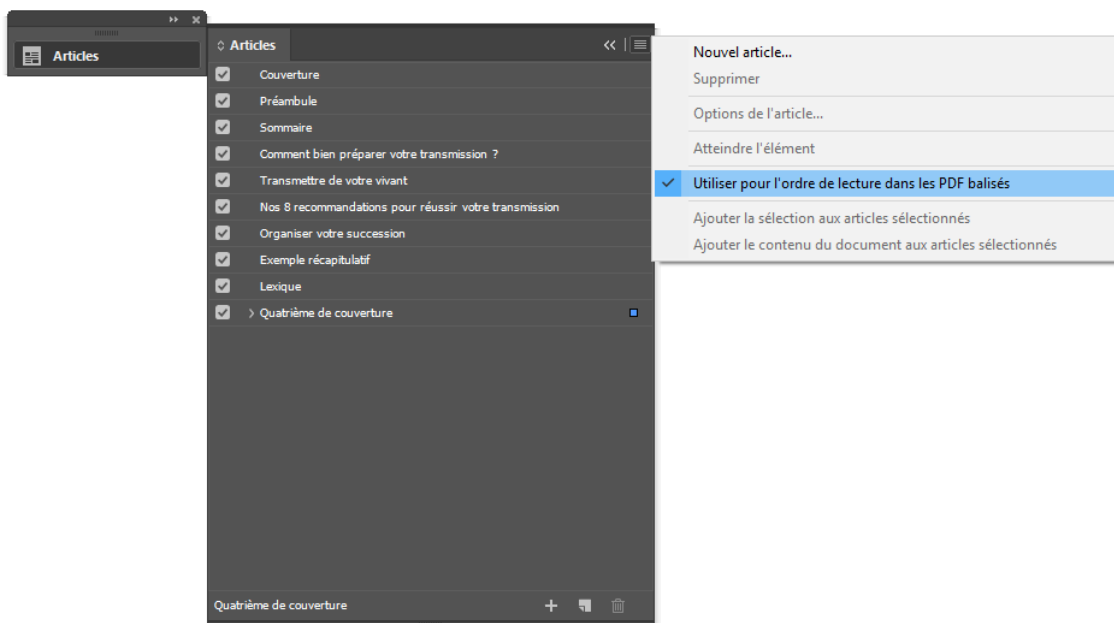 Articles
Articles
Couverture
Préambule
Sommaire
Comment bien préparer votre transmission ?
Transmettre de votre vivant
Nos 8 recommandations pour réussir votre transmission
Organiser votre succession
Exemple récapitulatif
Lexique
Quatrième de couverture
Quatrième de couverture
Nouvel article...
Supprimer
Options de l'article...
Atteindre l'élément
Utiliser pour l'ordre de lecture dans les PDF balisés
Ajouter la sélection aux articles sélectionnés
Ajouter le contenu du document aux articles sélectionnés